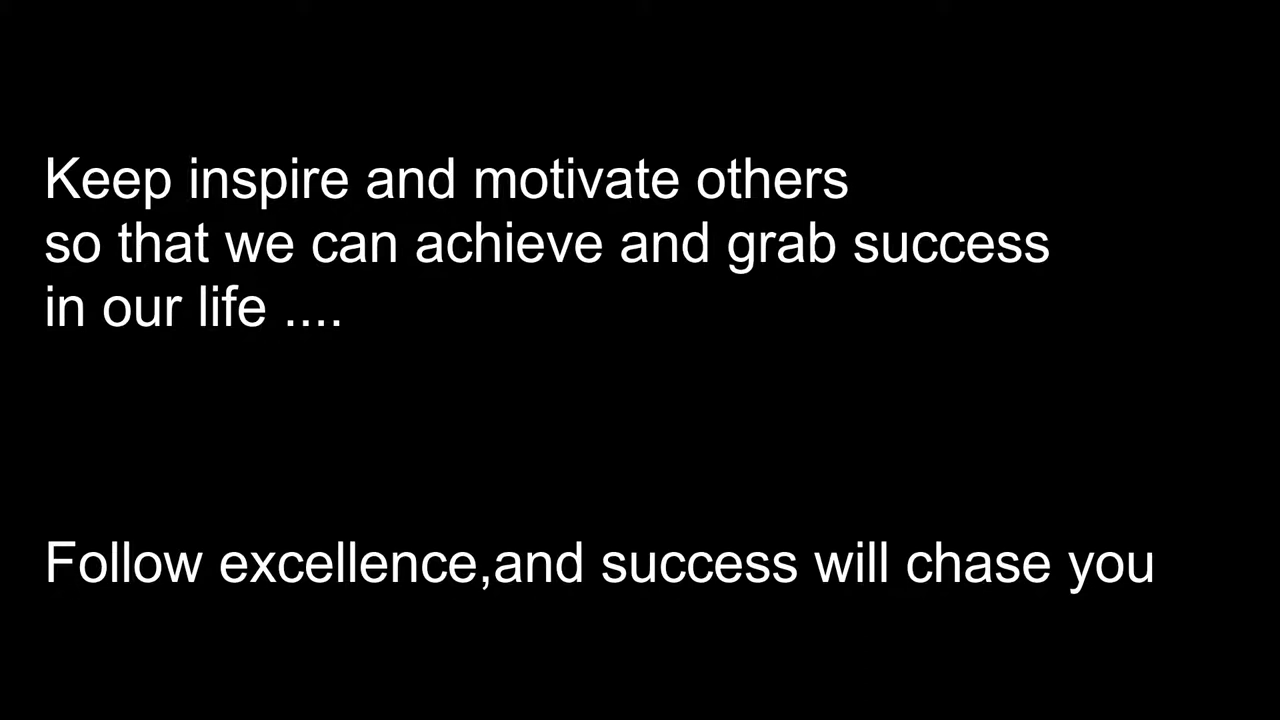 Keep inspire and motivate others
so that we can achieve and grab success
in our life ....
Follow excellence,and success will chase you